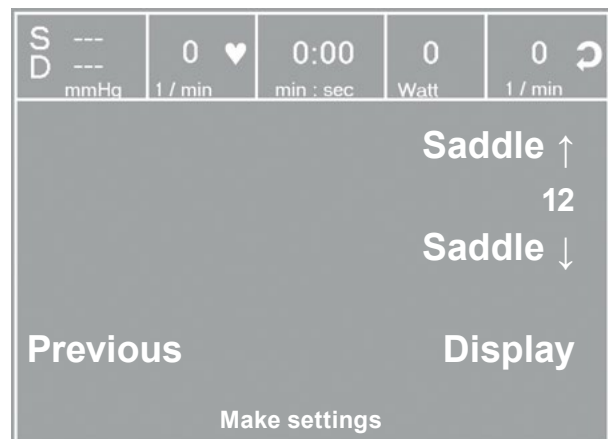 S ---
D ---
mmHg
0 ♥
1 / min
0:00
min : sec
0
Watt
0
1 / min
Saddle ↑
12
Saddle ↓
Previous Display
Make settings